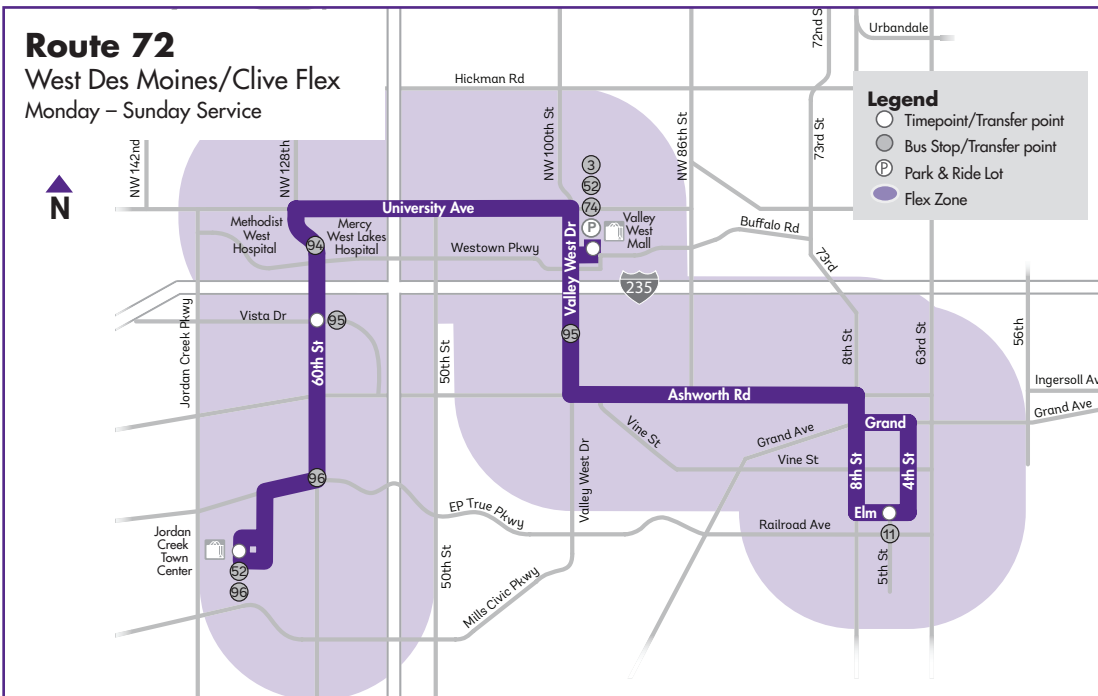 Route 72
West Des Moines/Clive Flex
Monday – Sunday Service
N
Legend
Timepoint/Transfer point
Bus Stop/Transfer point
P
Park & Ride Lot
Flex Zone
72nd S
Urbandale
Hickman Rd
NW 142nd
NW 128th
NW 100th St
NW 86th St
73rd St
3
52
74
P
University Ave
Valley
West
Mall
Methodist
West
Hospital
94
Mercy
West Lakes
Hospital
Westown Pkwy
Valley West Dr
Buffalo Rd
73rd
235
Jordan Creek Pkwy
Vista Dr
95
95
60th St
50th St
8th St
63rd St
56th
Ingersoll Av
Grand Ave
Ashworth Rd
Grand
Vine St
Grand Ave
Vine St
8th St
4th St
96
Valley West Dr
EP True Pkwy
Elm
Railroad Ave
11
5th St
Jordan
Creek
Town
Center
52
96
50th St
Mills Civic Pkwy